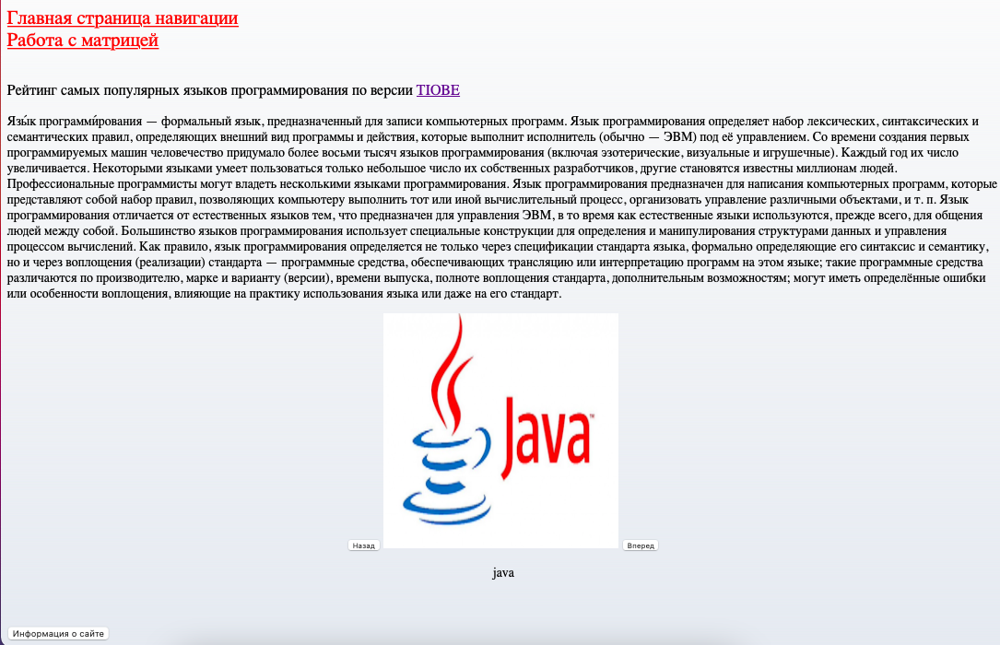 Главная страница навигации
Работа с матрицей
Рейтинг самых популярных языков программирования по версии TIOBE
Язы́к программи́рования — формальный язык, предназначенный для записи компьютерных программ. Язык программирования определяет набор лексических, синтаксических и
семантических правил, определяющих внешний вид программы и действия, которые выполнит исполнитель (обычно — ЭВМ) под её управлением. Со времени создания первых
программируемых машин человечество придумало более восьми тысяч языков программирования (включая эзотерические, визуальные и игрушечные). Каждый год их число
увеличивается. Некоторыми языками умеет пользоваться только небольшое число их собственных разработчиков, другие становятся известны миллионам людей.
Профессиональные программисты могут владеть несколькими языками программирования. Язык программирования предназначен для написания компьютерных программ, которые
представляют собой набор правил, позволяющих компьютеру выполнить тот или иной вычислительный процесс, организовать управление различными объектами, и т. п. Язык
программирования отличается от естественных языков тем, что предназначен для управления ЭВМ, в то время как естественные языки используются, прежде всего, для общения
людей между собой. Большинство языков программирования использует специальные конструкции для определения и манипулирования структурами данных и управления
процессом вычислений. Как правило, язык программирования определяется не только через спецификации стандарта языка, формально определяющие его синтаксис и семантику,
но и через воплощения (реализации) стандарта — программные средства, обеспечивающих трансляцию или интерпретацию программ на этом языке; такие программные средства
различаются по производителю, марке и варианту (версии), времени выпуска, полноте воплощения стандарта, дополнительным возможностям; могут иметь определённые ошибки
или особенности воплощения, влияющие на практику использования языка или даже на его стандарт.
Java™
Назад Вперед
java
Информация о сайте